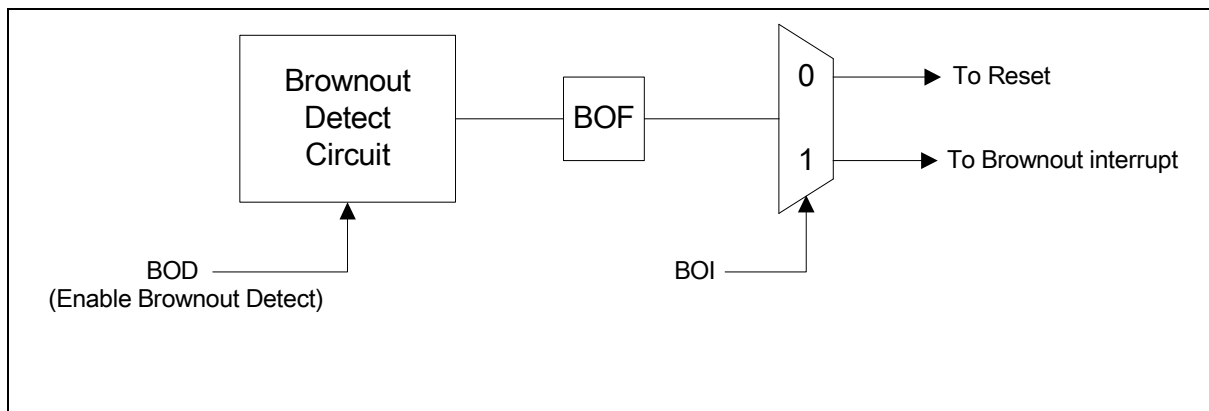 Brownout
Detect
Circuit
BOF
0
1
To Reset
To Brownout interrupt
BOD
(Enable Brownout Detect)
BOI